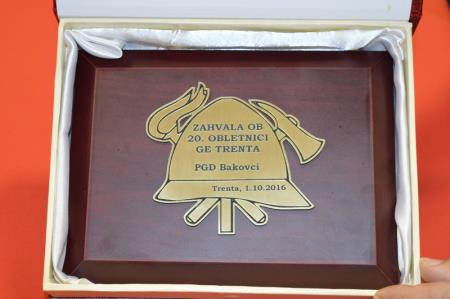 ZAHVALA OB
20. OBLETNICI
GE TRENTA
PGD Bakovci
Trenta, 1.10.2016